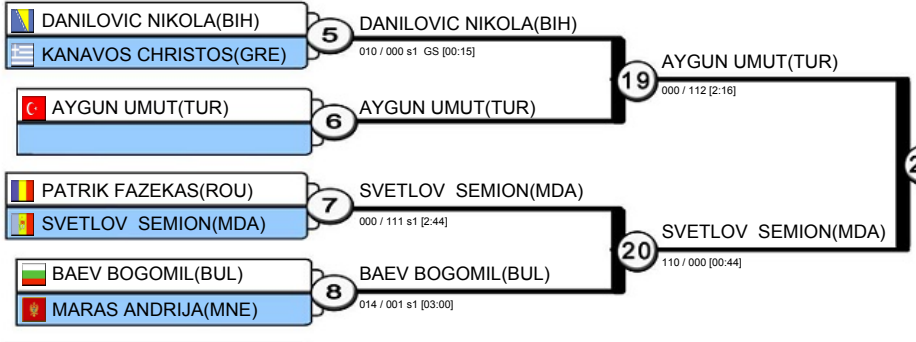 DANILOVIC NIKOLA(BIH)
KANAVOS CHRISTOS(GRE)
5
DANILOVIC NIKOLA(BIH)
010 / 000 s1 GS [00:15]
AYGUN UMUT(TUR)
6
AYGUN UMUT(TUR)
19
AYGUN UMUT(TUR)
000 / 112 [2:16]
PATRIK FAZEKAS(ROU)
SVETLOV SEMION(MDA)
7
SVETLOV SEMION(MDA)
000 / 111 s1 [2:44]
BAEV BOGOMIL(BUL)
MARAS ANDRIJA(MNE)
8
BAEV BOGOMIL(BUL)
014 / 001 s1 [03:00]
20
SVETLOV SEMION(MDA)
110 / 000 [00:44]